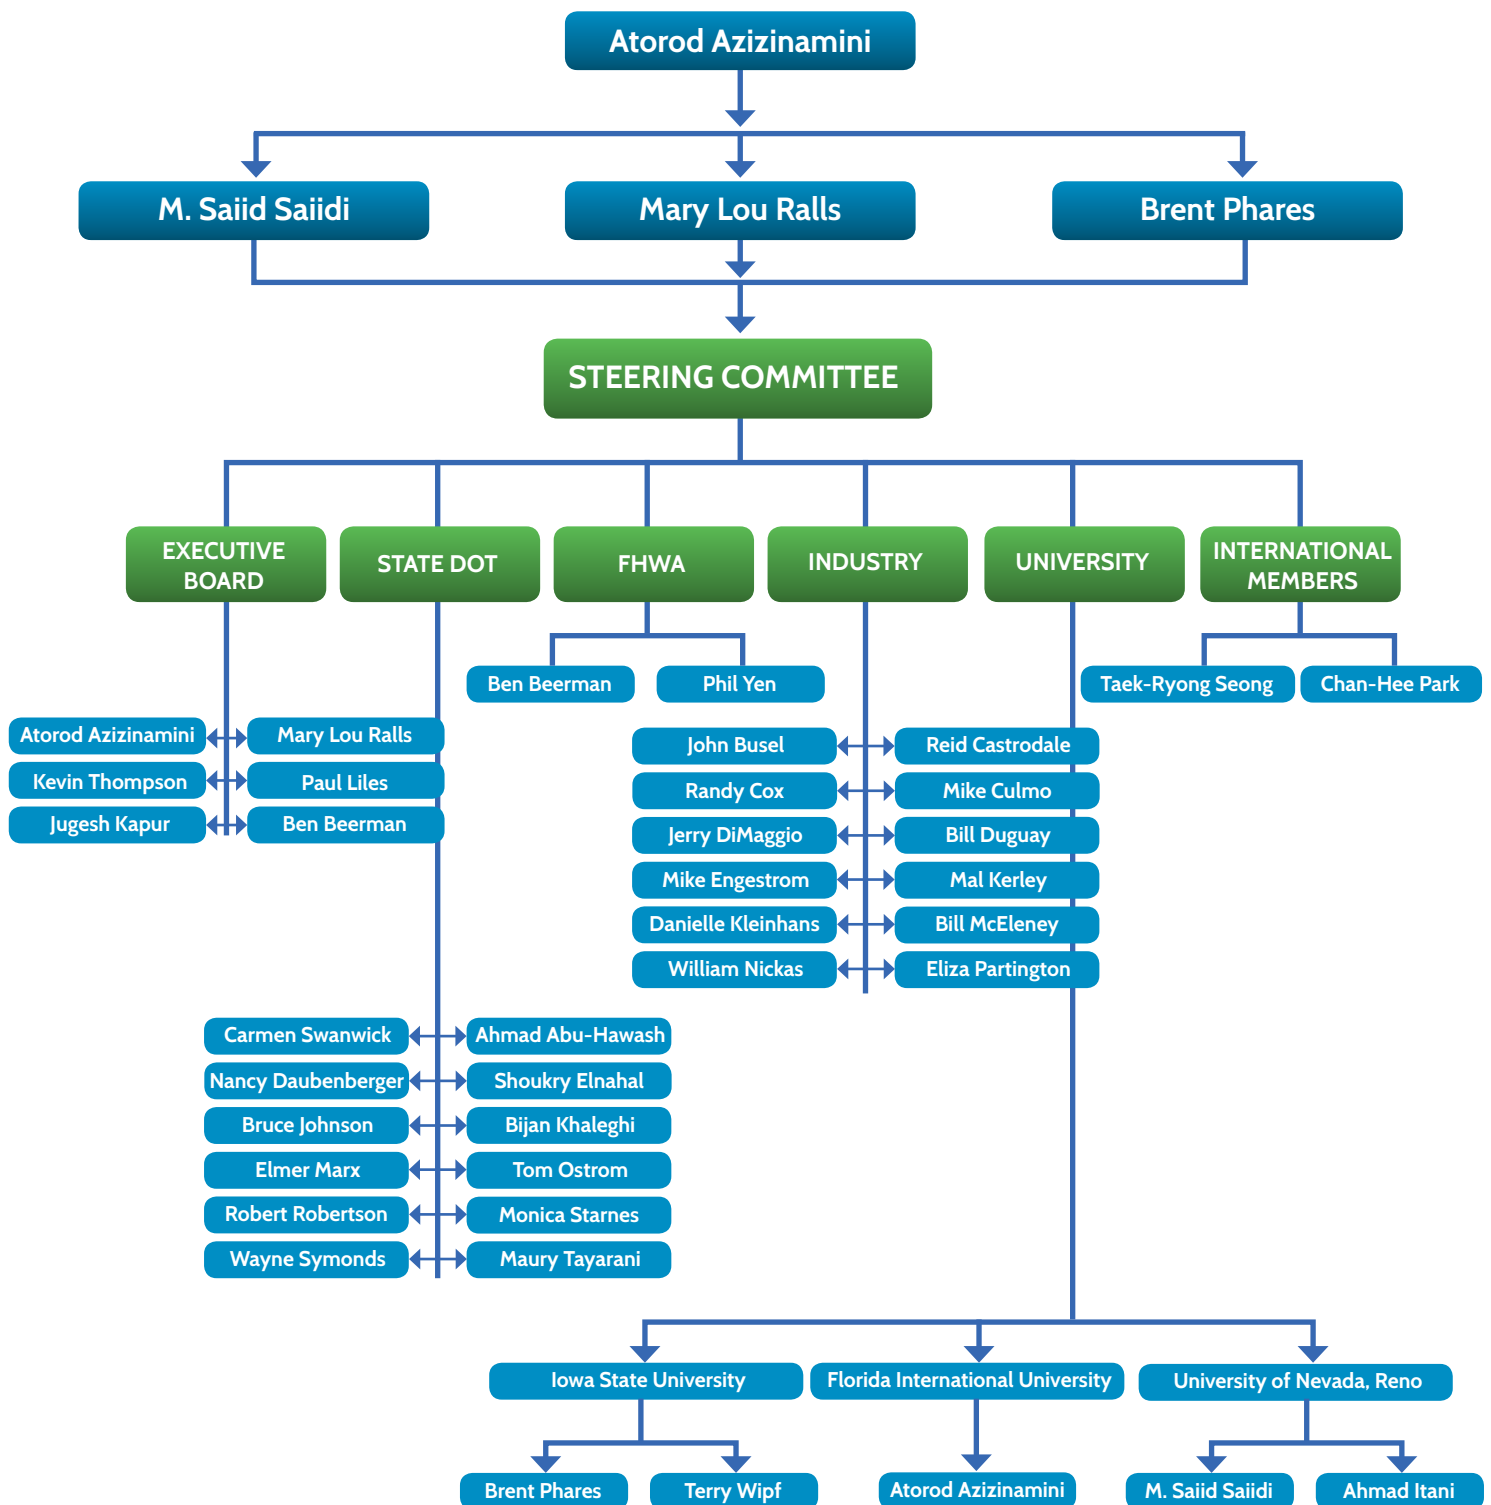 Atorod Azizinamini
M. Saiid Saiidi
Mary Lou Ralls
Brent Phares
STEERING COMMITTEE
EXECUTIVE
BOARD
STATE DOT
FHWA
INDUSTRY
UNIVERSITY
INTERNATIONAL
MEMBERS
Ben Beerman
Phil Yen
Taek-Ryong Seong
Chan-Hee Park
Atorod Azizinamini
Mary Lou Ralls
Kevin Thompson
Paul Liles
Jugesh Kapur
Ben Beerman
John Busel
Reid Castrodale
Randy Cox
Mike Culmo
Jerry DiMaggio
Bill Duguay
Mike Engestrom
Mal Kerley
Danielle Kleinhans
Bill McEleney
William Nickas
Eliza Partington
Carmen Swanwick
Ahmad Abu-Hawash
Nancy Daubenberger
Shoukry Elnahal
Bruce Johnson
Bijan Khaleghi
Elmer Marx
Tom Ostrom
Robert Robertson
Monica Starnes
Wayne Symonds
Maury Tayarani
Iowa State University
Florida International University
University of Nevada, Reno
Brent Phares
Terry Wipf
Atorod Azizinamini
M. Saiid Saiidi
Ahmad Itani